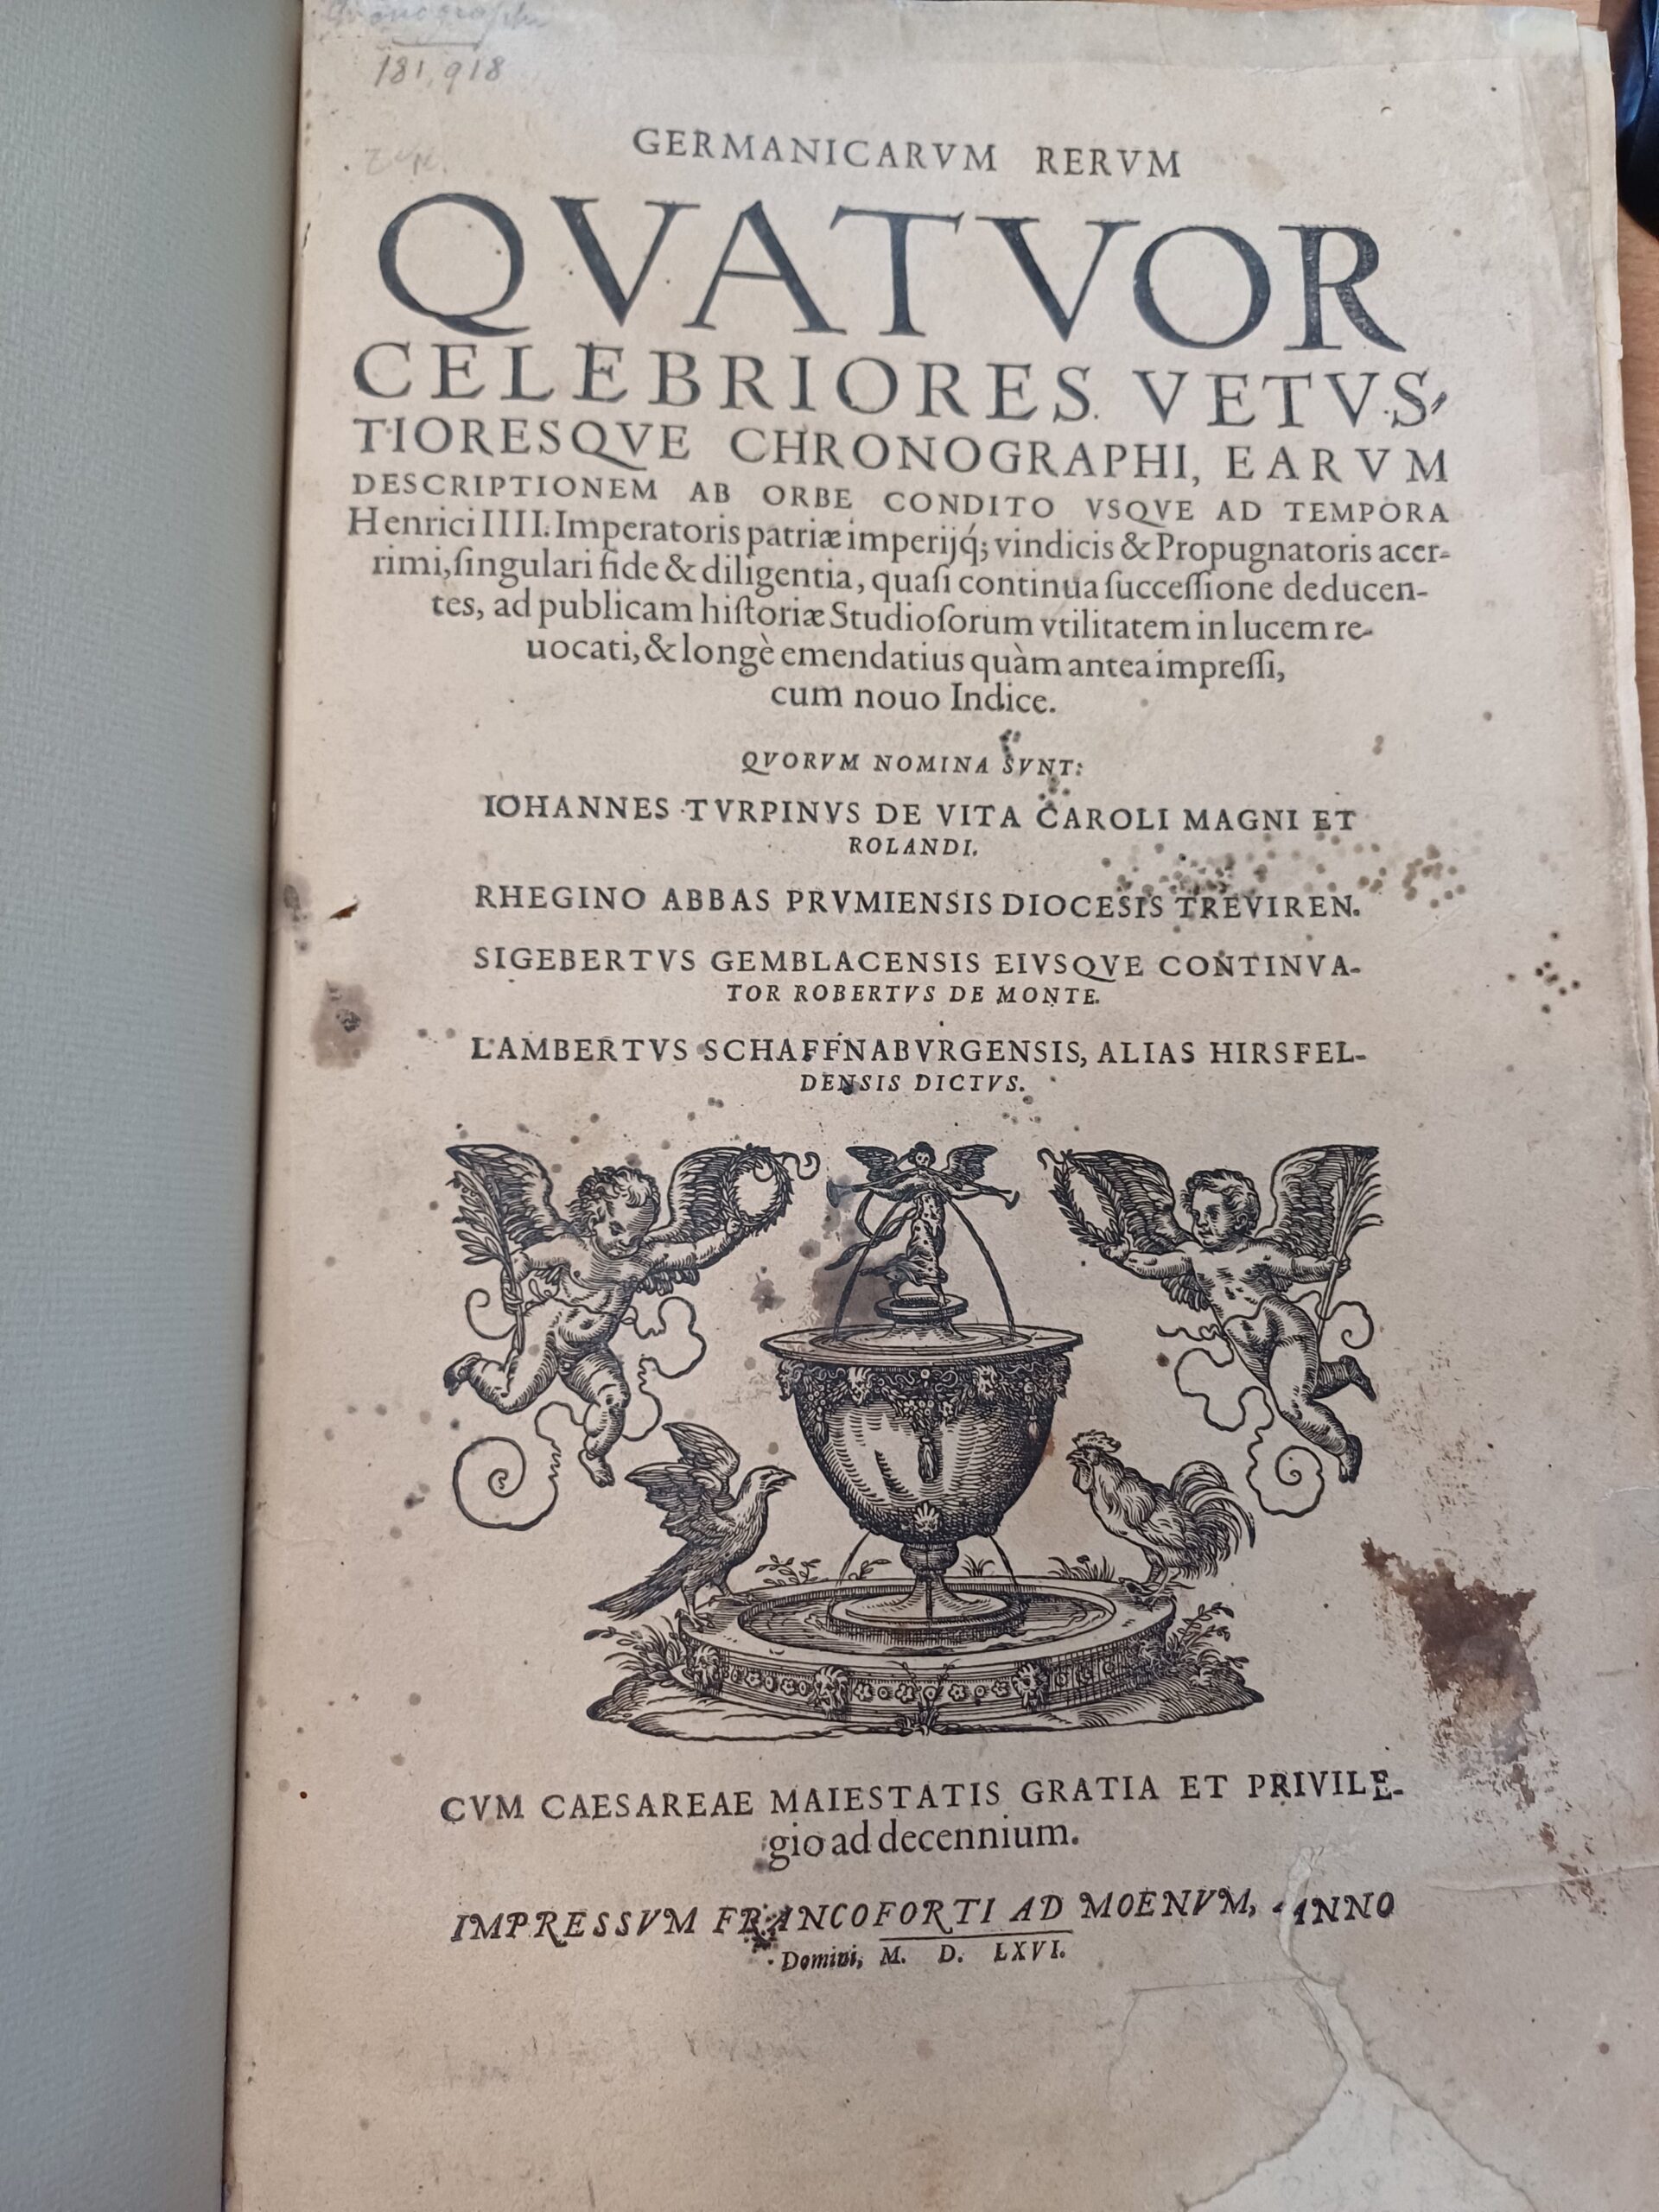 181,918
GERMANICARVM RERVM
QVATVOR
CELEBRIORES VETVS-
TIORESQVE CHRONOGRAPHI, EARVM
DESCRIPTIONEM AB ORBE CONDITO VSQVE AD TEMPORA
Henrici IIII. Imperatoris patriæ imperijq́; vindicis & Propugnatoris acer-
rimi, ſingulari fide & diligentia, quaſi continua ſucceſſione deducen-
tes, ad publicam hiſtoriæ Studioſorum vtilitatem in lucem re-
uocati, & longè emendatius quàm antea impreſſi,
cum nouo Indice.
QVORVM NOMINA SVNT:
IOHANNES TVRPINVS DE VITA CAROLI MAGNI ET
ROLANDI.
RHEGINO ABBAS PRVMIENSIS DIOCESIS TREVIREN.
SIGEBERTVS GEMBLACENSIS EIVSQVE CONTINVA-
TOR ROBERTVS DE MONTE.
LAMBERTVS SCHAFFNABVRGENSIS, ALIAS HIRSFEL-
DENSIS DICTVS.
CVM CAESAREAE MAIESTATIS GRATIA ET PRIVILE-
gio ad decennium.
IMPRESSVM FRANCOFORTI AD MOENVM, ANNO
Domini, M. D. LXVI.